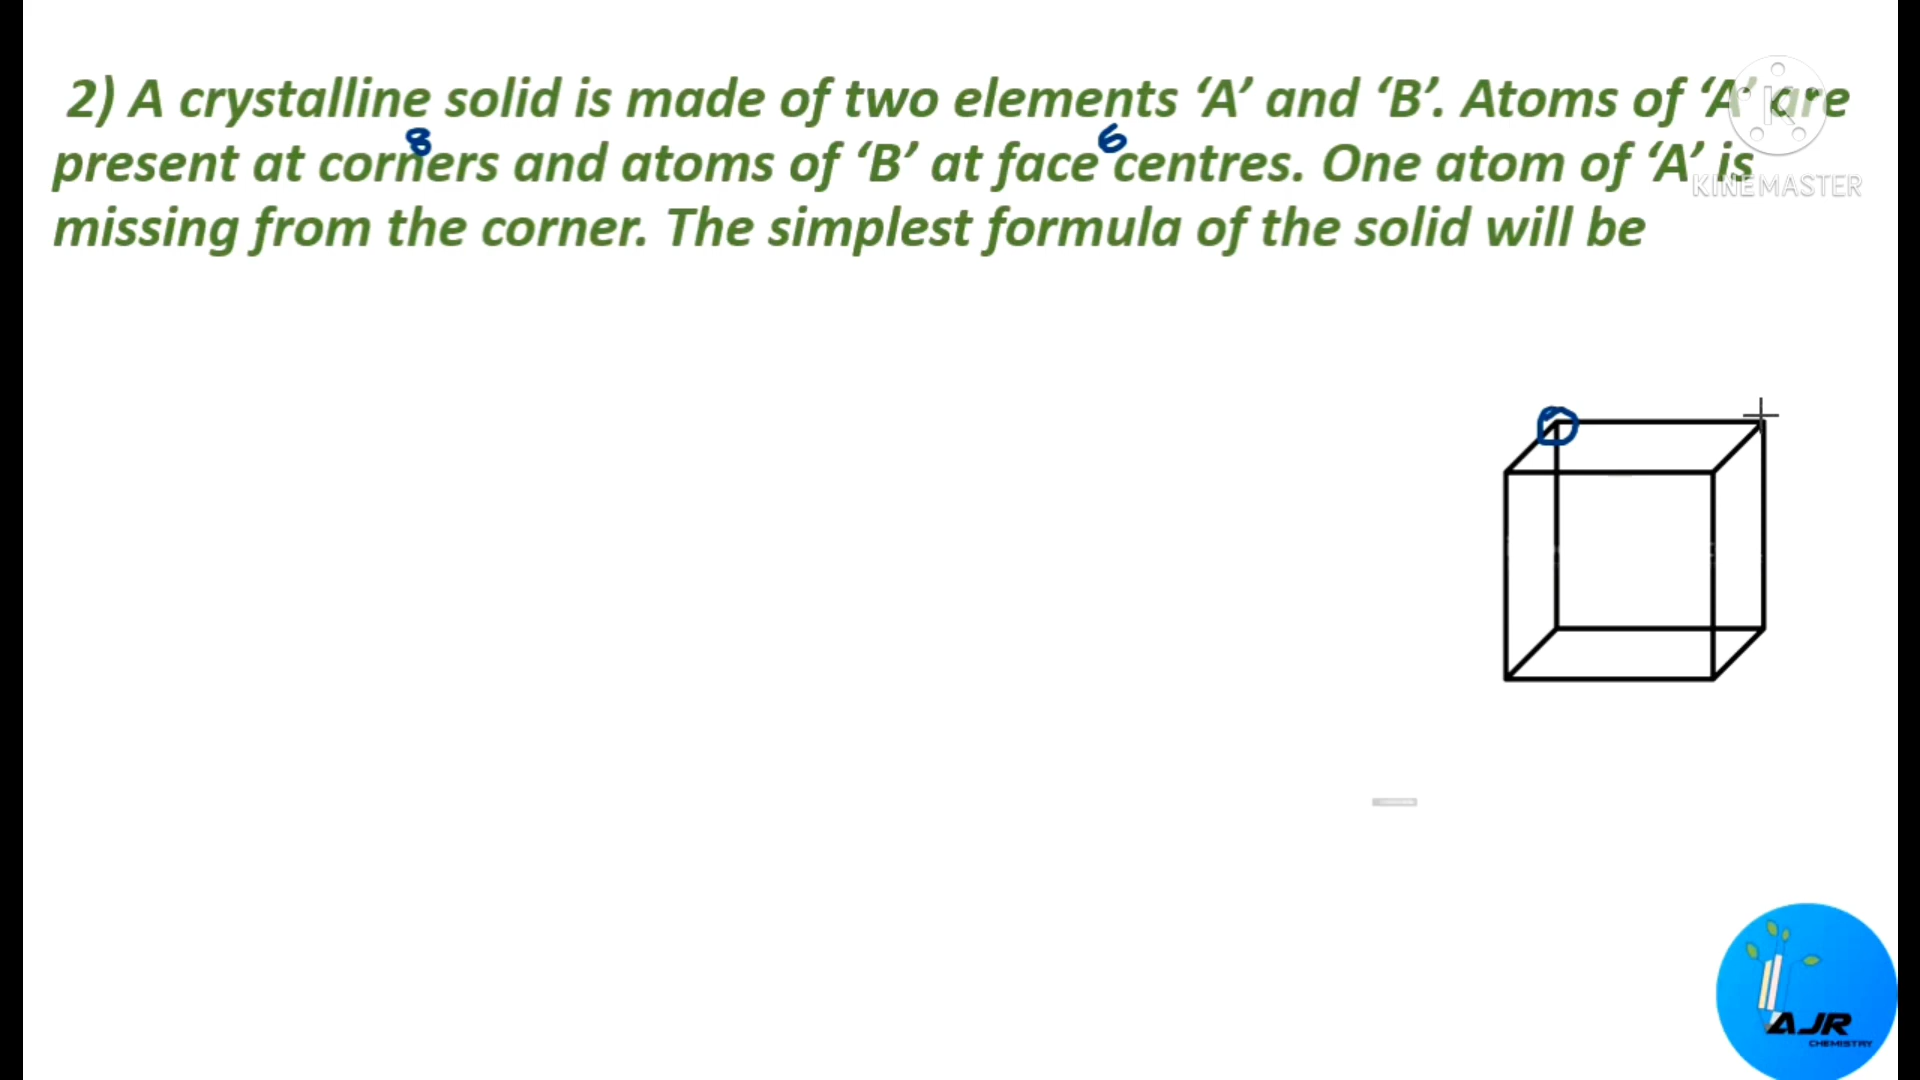 2) A crystalline solid is made of two elements ‘A’ and ‘B’. Atoms of ‘A’ are
8 6
present at corners and atoms of ‘B’ at face centres. One atom of ‘A’ is
KINEMASTER
missing from the corner. The simplest formula of the solid will be
AJR
CHEMISTRY